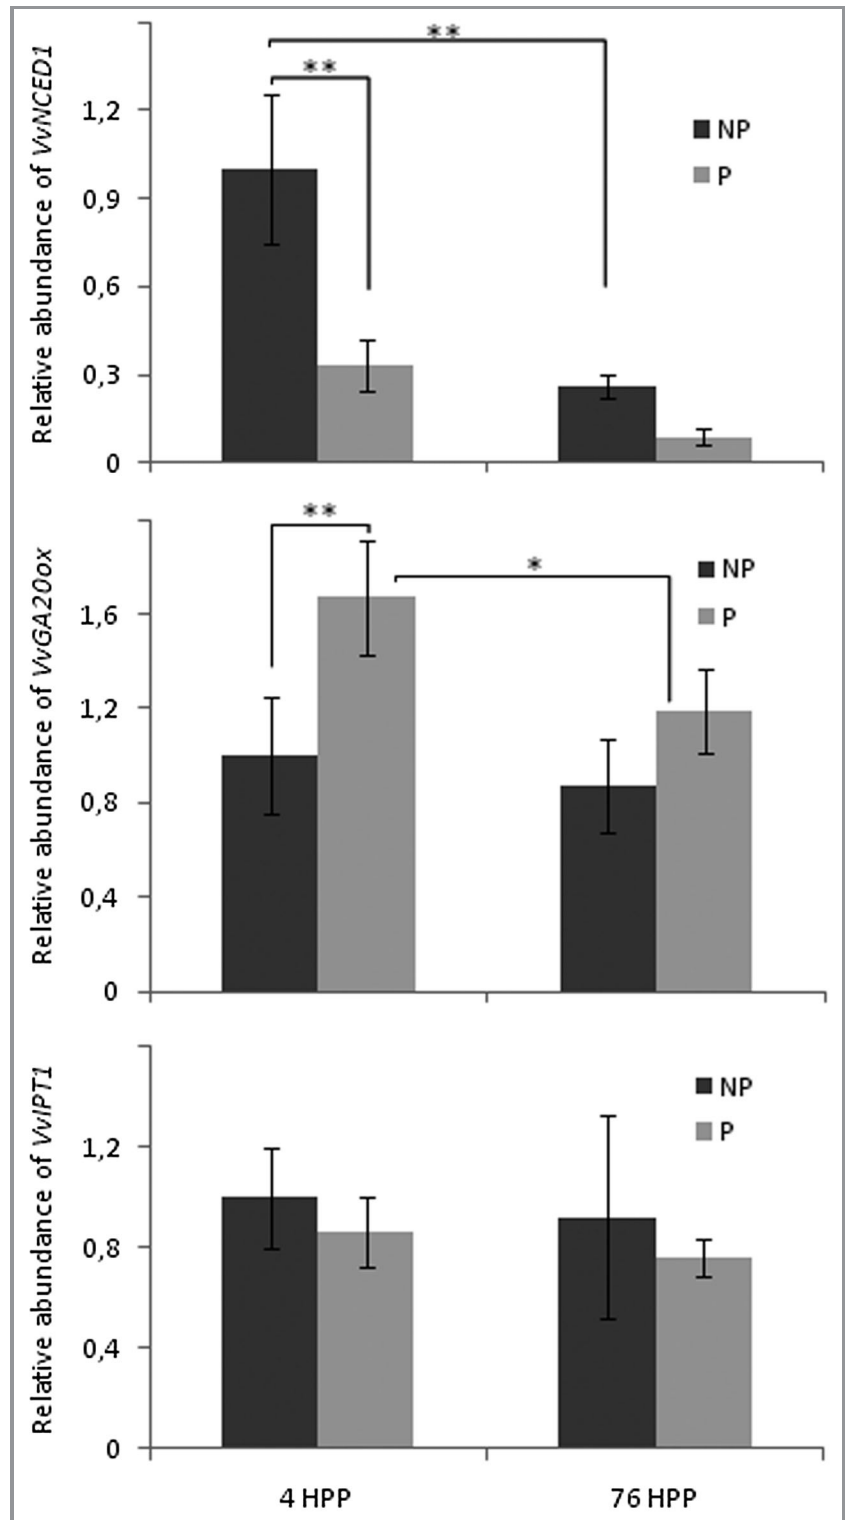 Relative abundance of VvNCED1
**
**
1,2
0,9
0,6
0,3
0
NP
P
Relative abundance of VvGA20ox
**
*
1,6
1,2
0,8
0,4
0
NP
P
Relative abundance of VvIPT1
1,2
0,8
0,4
0
NP
P
4 HPP
76 HPP